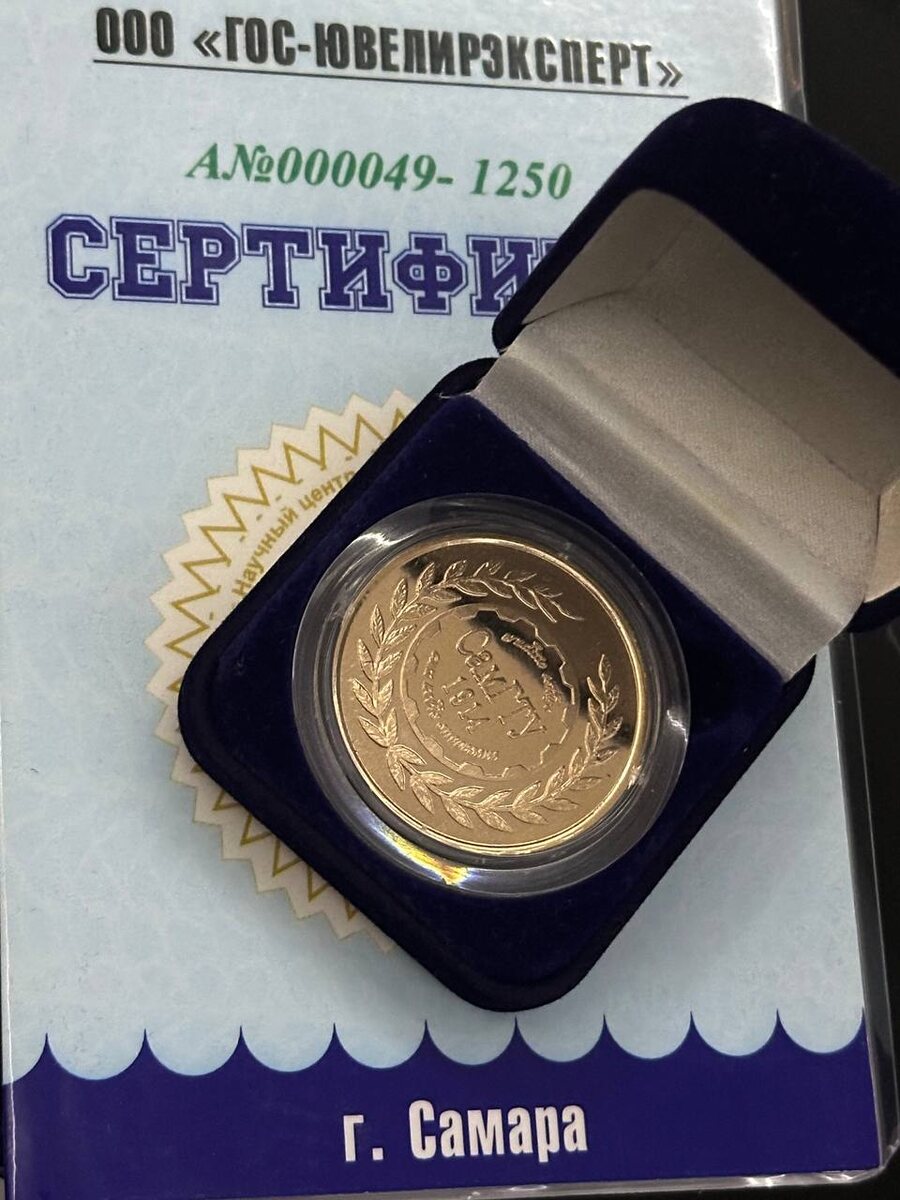 ООО «ГОС-ЮВЕЛИРЭКСПЕРТ»
А№000049- 1250
СЕРТИФИ
Научный центр
СамГТУ
1914
г. Самара